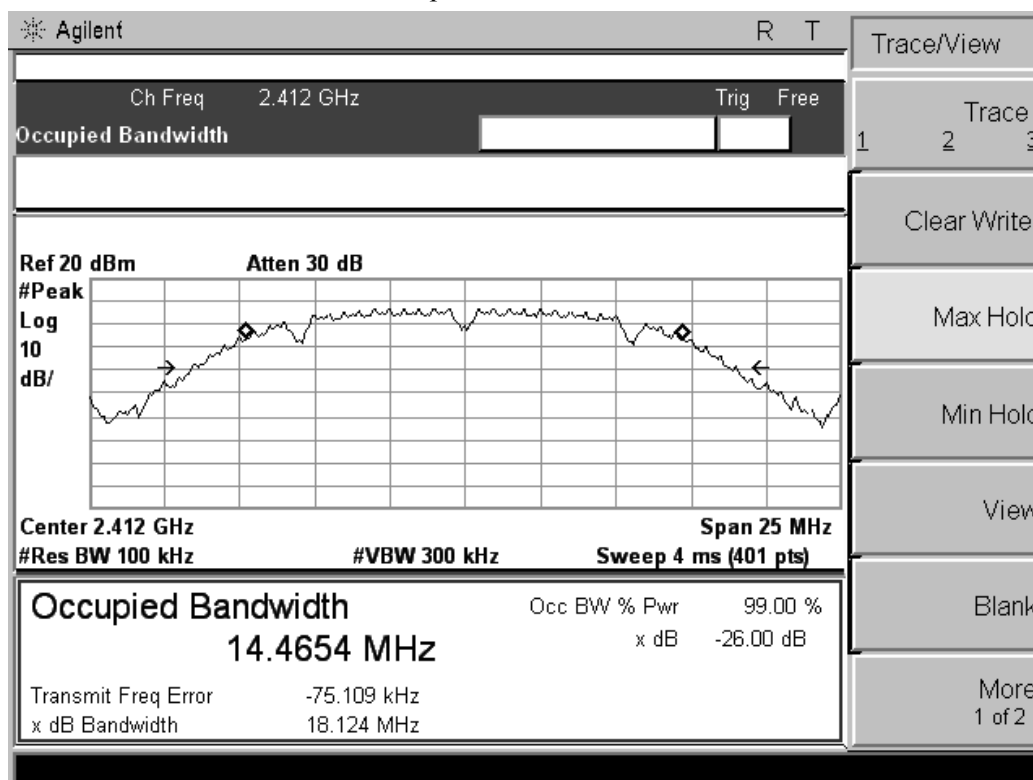 Agilent R T
Trace/View
Ch Freq 2.412 GHz Trig Free
Occupied Bandwidth
Trace
1 2 3
Clear Write
Max Hold
Min Hold
View
Blank
More
1 of 2
Ref 20 dBm Atten 30 dB
#Peak
Log
10
dB/
Center 2.412 GHz Span 25 MHz
#Res BW 100 kHz #VBW 300 kHz Sweep 4 ms (401 pts)
Occupied Bandwidth
14.4654 MHz
Occ BW % Pwr 99.00 %
x dB -26.00 dB
Transmit Freq Error -75.109 kHz
x dB Bandwidth 18.124 MHz